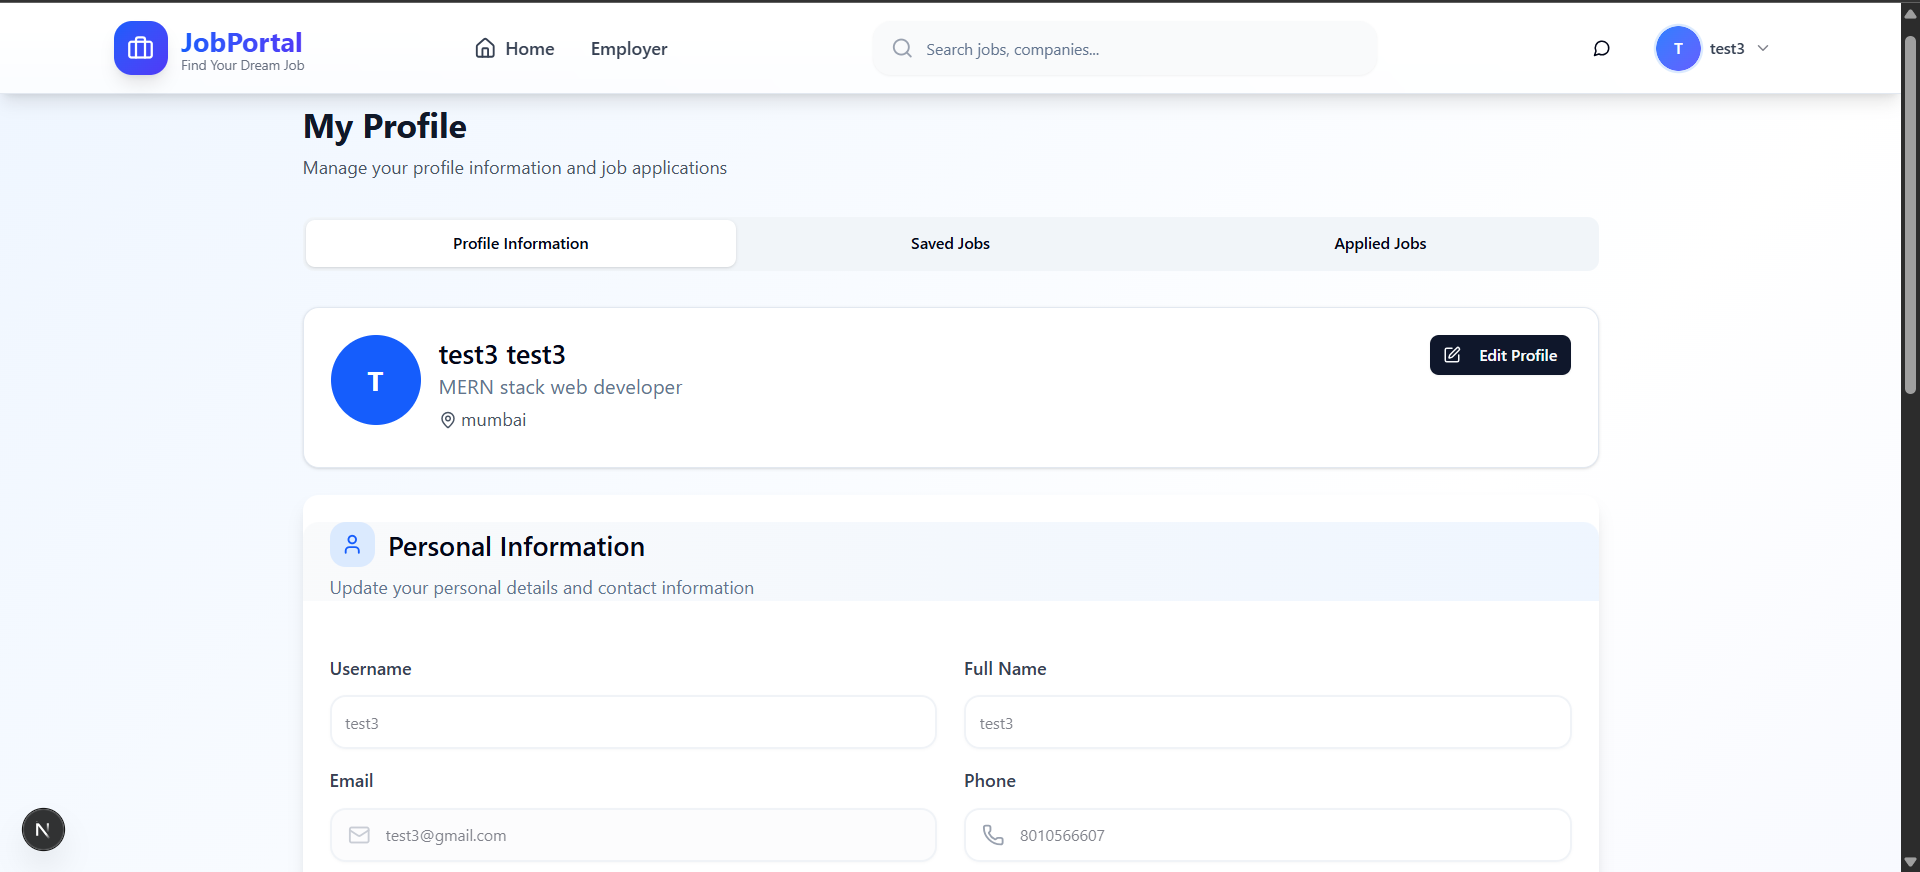 JobPortal
Find Your Dream Job
Home
Employer
Search jobs, companies...
T
test3
My Profile
Manage your profile information and job applications
Profile Information
Saved Jobs
Applied Jobs
T
test3 test3
MERN stack web developer
mumbai
Edit Profile
Personal Information
Update your personal details and contact information
Username
Full Name
test3
test3
Email
Phone
test3@gmail.com
8010566607
N